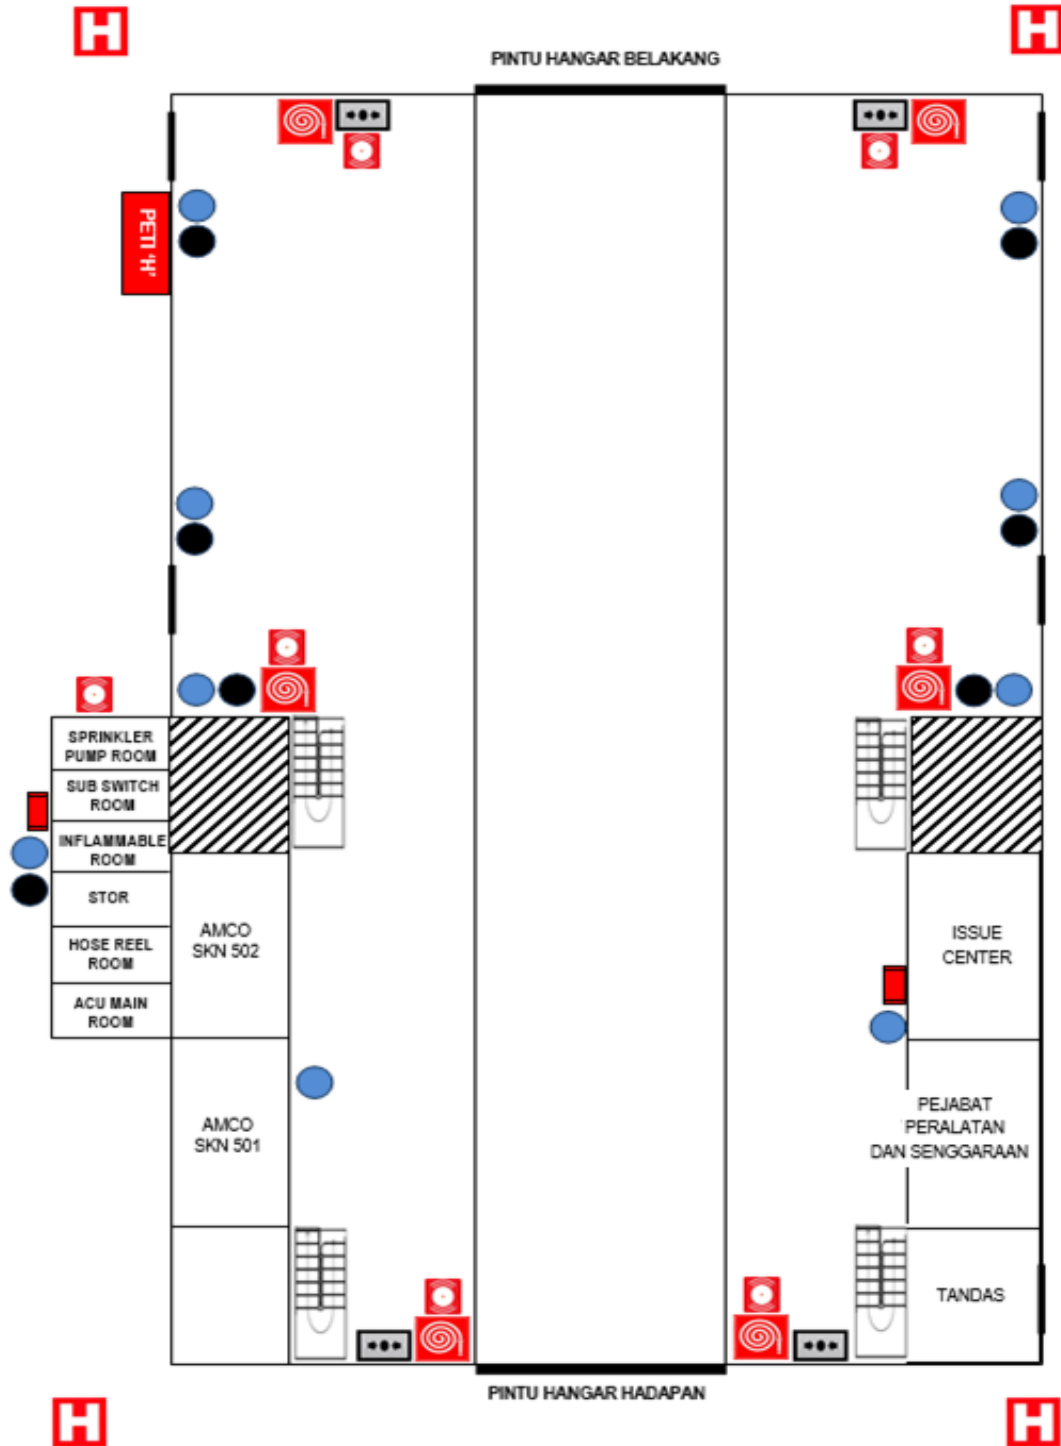 H
H
PINTU HANGAR BELAKANG
PETI 'H'
SPRINKLER
PUMP ROOM
SUB SWITCH
ROOM
INFLAMMABLE
ROOM
STOR
HOSE REEL
ROOM
ACU MAIN
ROOM
AMCO
SKN 502
AMCO
SKN 501
ISSUE
CENTER
PEJABAT
PERALATAN
DAN SENGGARAAN
TANDAS
PINTU HANGAR HADAPAN
H
H